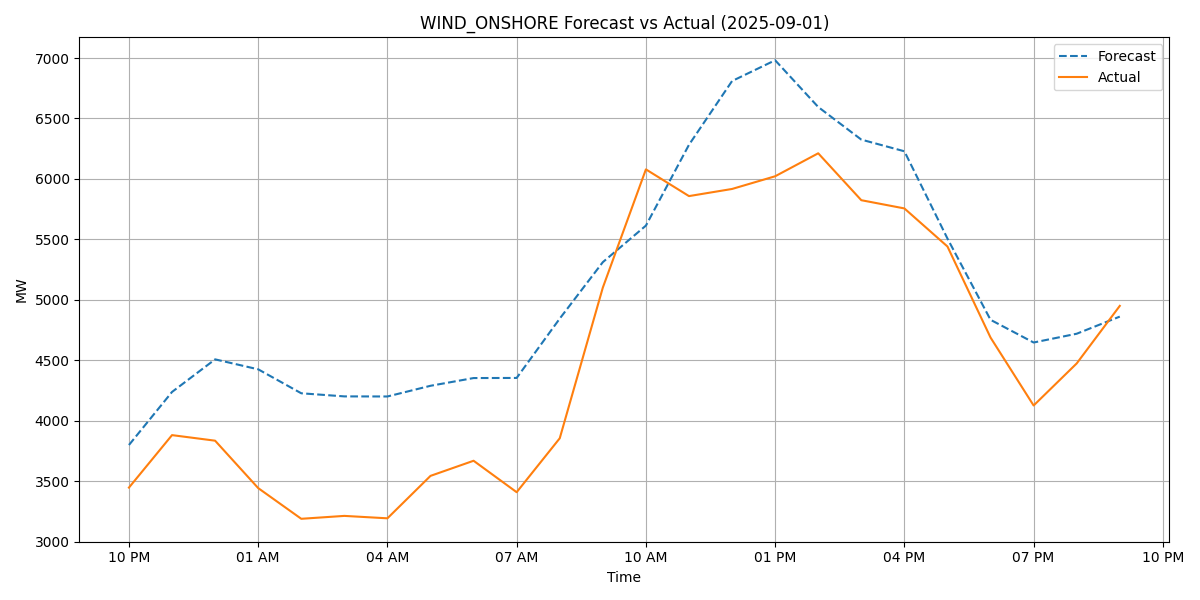 WIND_ONSHORE Forecast vs Actual (2025-09-01)
Forecast
Actual
7000
6500
6000
5500
5000
4500
4000
3500
3000
MW
10 PM
01 AM
04 AM
07 AM
10 AM
01 PM
04 PM
07 PM
10 PM
Time